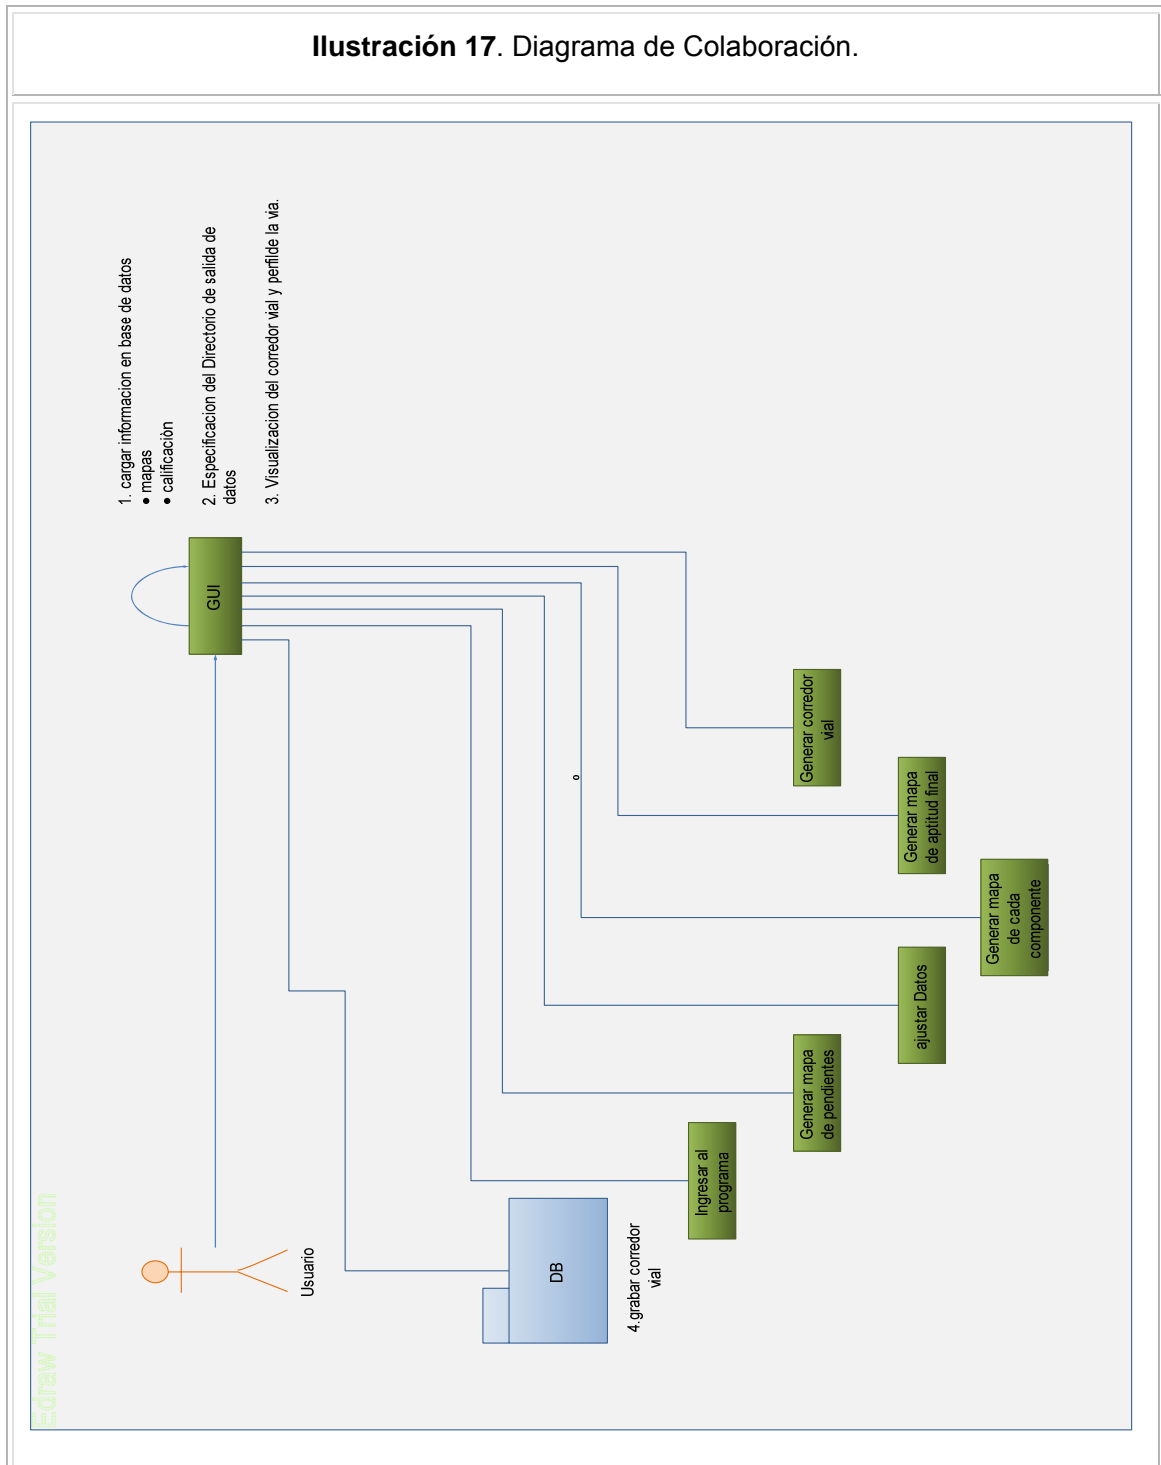 Ilustración 17. Diagrama de Colaboración.
1. cargar informacion en base de datos
• mapas
• calificaciòn
2. Especificacion del Directorio de salida de
datos
3. Visualizacion del corredor vial y perfilde la via.
GUI
Usuario
DB
4.grabar corredor
vial
Ingresar al
programa
Generar mapa
de pendientes
ajustar Datos
Generar mapa
de cada
componente
Generar mapa
de aptitud final
Generar corredor
vial
o
Edraw Trial Version